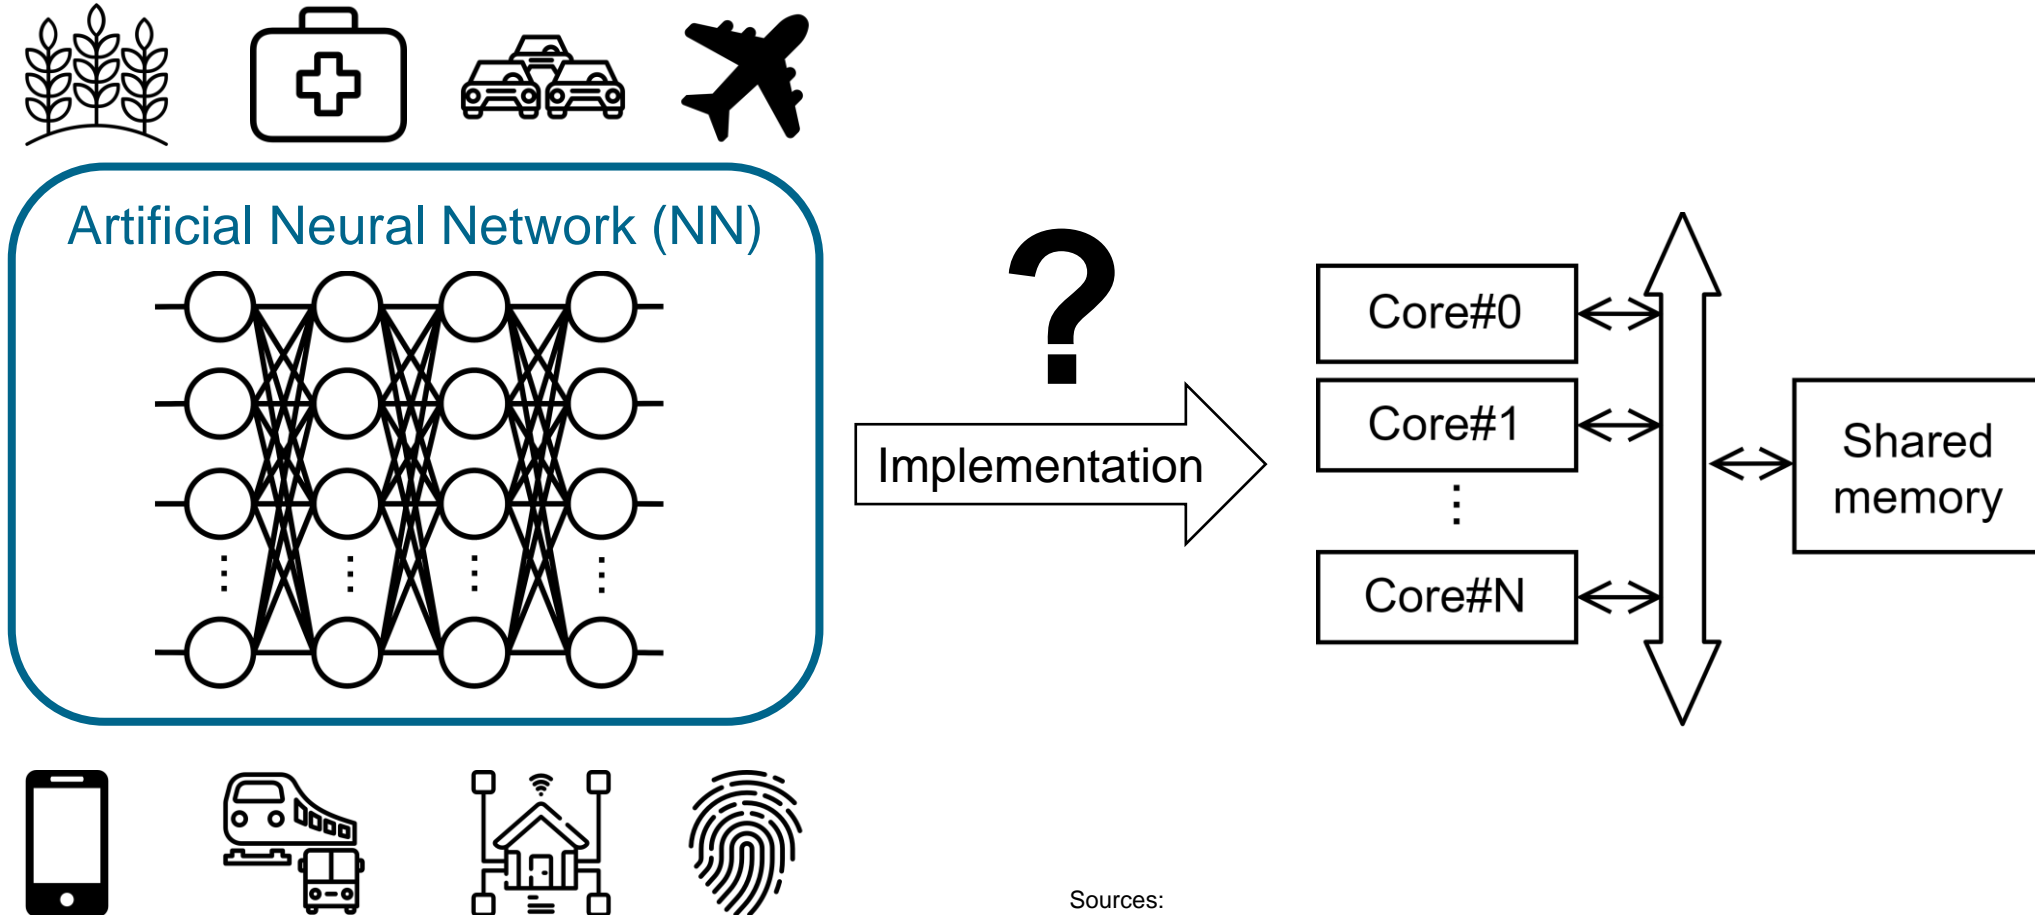 Artificial Neural Network (NN)
?
Implementation
Core#0
Core#1
Core#N
Shared
memory
Sources: